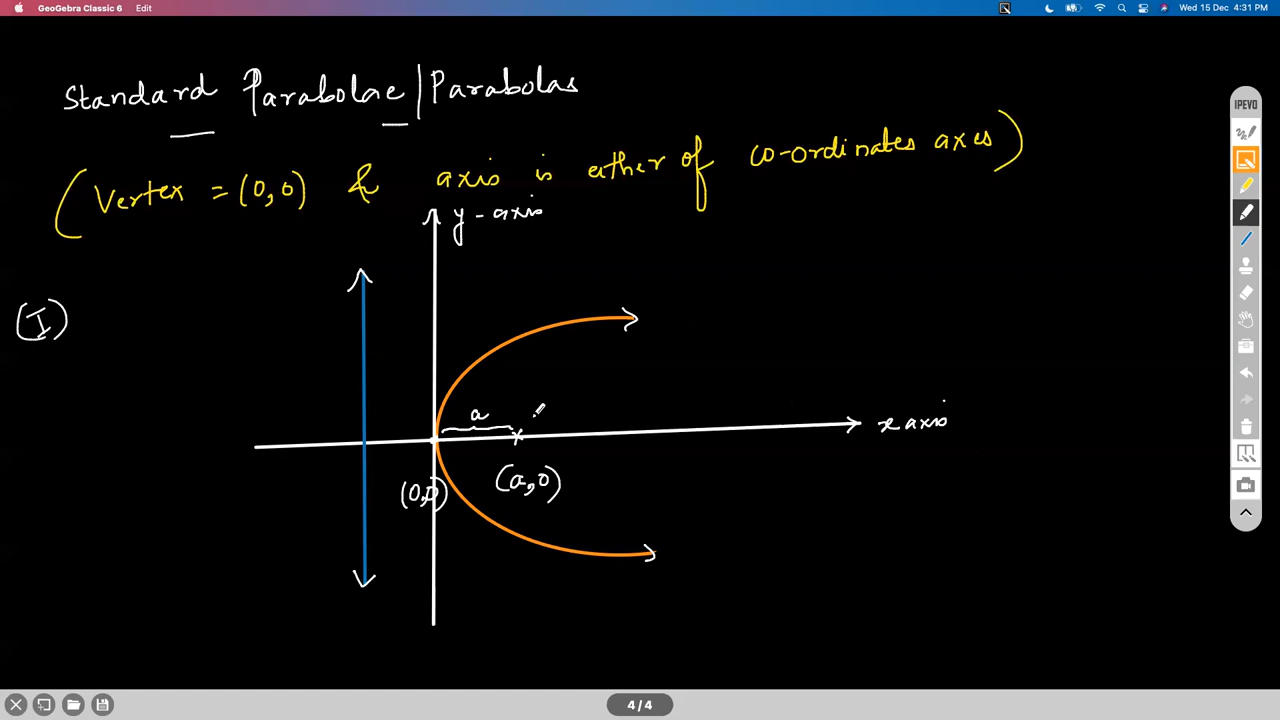 GeoGebra Classic 6 Edit Wed 15 Dec 4:31 PM
Standard Parabolae | Parabolas
IPEVO
(Vertex = (0,0) & axis is either of co-ordinates axes)
y - axis
(I)
a
x axis
(0,0) (a,0)
4/4